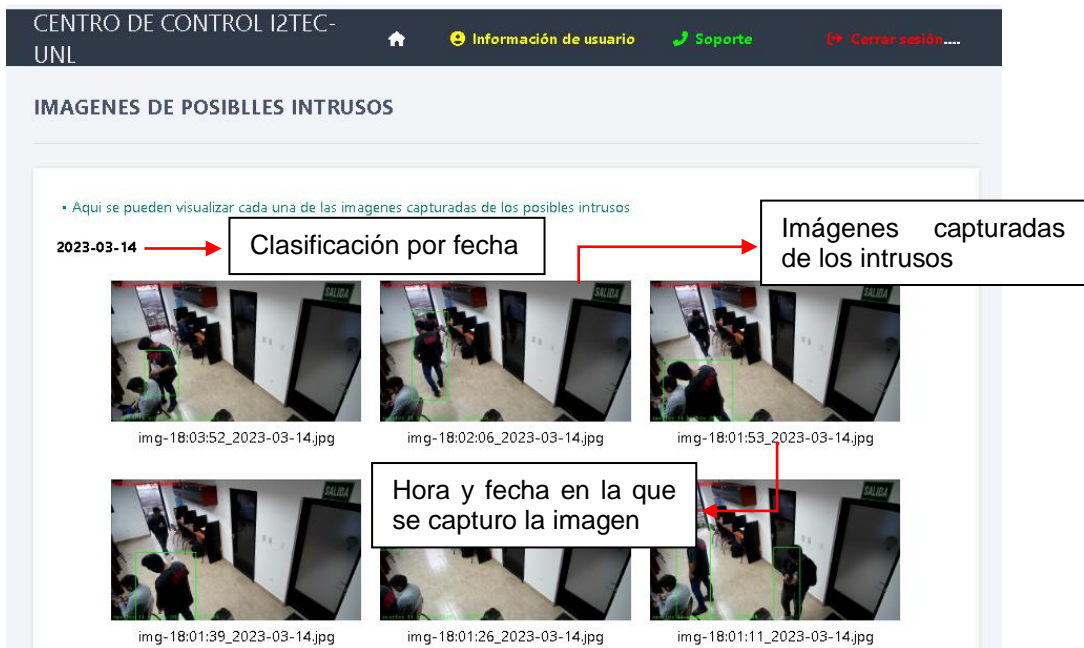 CENTRO DE CONTROL I2TEC-
UNL
Información de usuario
Soporte
Cerrar sesión....
IMAGENES DE POSIBLLES INTRUSOS
• Aqui se pueden visualizar cada una de las imagenes capturadas de los posibles intrusos
2023-03-14
Clasificación por fecha
Imágenes capturadas
de los intrusos
SALIDA
SALIDA
SALIDA
img-18:03:52_2023-03-14.jpg
img-18:02:06_2023-03-14.jpg
img-18:01:53_2023-03-14.jpg
Hora y fecha en la que
se capturo la imagen
SALIDA
SALIDA
SALIDA
img-18:01:39_2023-03-14.jpg
img-18:01:26_2023-03-14.jpg
img-18:01:11_2023-03-14.jpg